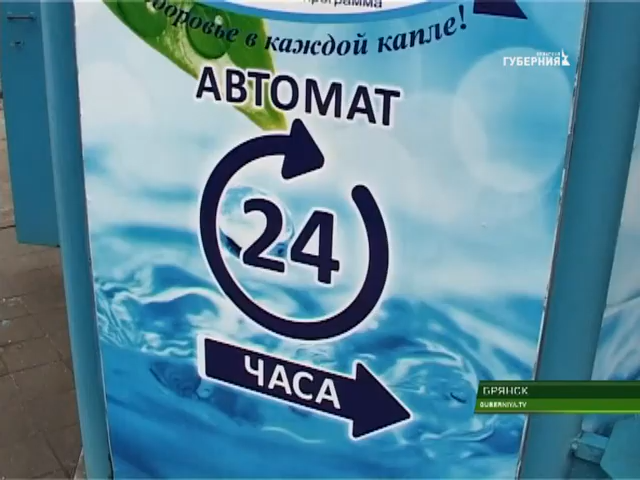 программа
Здоровье в каждой капле!
ГУБЕРНИЯ
АВТОМАТ
24
ЧАСА
БРЯНСК
GUBERNIYA.TV